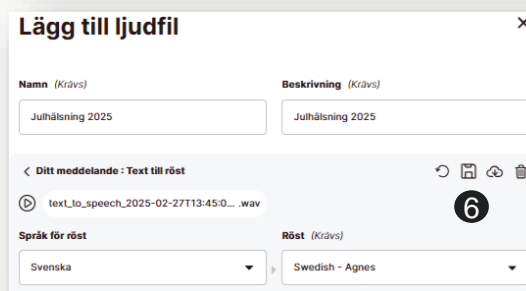 Lägg till ljudfil
Namn (Krävs)
Beskrivning (Krävs)
Julhälsning 2025
Julhälsning 2025
Ditt meddelande : Text till röst
6
text_to_speech_2025-02-27T13:45:0... .wav
Språk för röst
Röst (Krävs)
Svenska
Swedish - Agnes